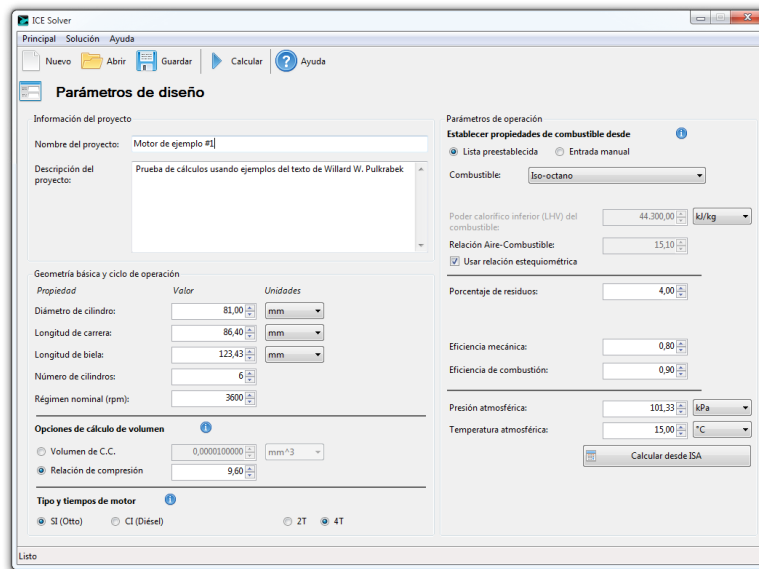 ICE Solver
Principal Solución Ayuda
Nuevo Abrir Guardar Calcular Ayuda
Parámetros de diseño
Información del proyecto
Nombre del proyecto: Motor de ejemplo #1
Descripción del proyecto: Prueba de cálculos usando ejemplos del texto de Willard W. Pulkrabek
Geometría básica y ciclo de operación
Propiedad Valor Unidades
Diámetro de cilindro: 81,00 mm
Longitud de carrera: 86,40 mm
Longitud de biela: 123,43 mm
Número de cilindros: 6
Régimen nominal (rpm): 3600
Opciones de cálculo de volumen
Volumen de C.C. 0,0000100000 mm^3
Relación de compresión 9,60
Tipo y tiempos de motor
SI (Otto) CI (Diésel) 2T 4T
Parámetros de operación
Establecer propiedades de combustible desde
Lista preestablecida Entrada manual
Combustible: Iso-octano
Poder calorífico inferior (LHV) del combustible: 44.300,00 kJ/kg
Relación Aire-Combustible: 15,10
Usar relación estequiométrica
Porcentaje de residuos: 4,00
Eficiencia mecánica: 0,80
Eficiencia de combustión: 0,90
Presión atmosférica: 101,33 kPa
Temperatura atmosférica: 15,00 °C
Calcular desde ISA
Listo